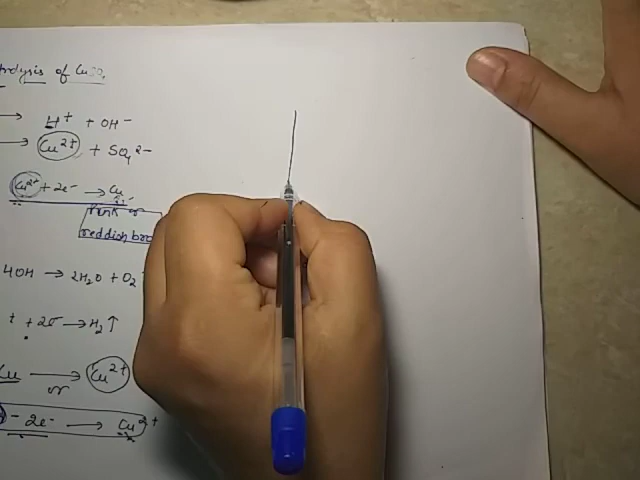 of CuSO₄
→ H⁺ + OH⁻
→ Cu²⁺ + SO₄²⁻
Cu²⁺ + 2e⁻ → Cu
Pink or
reddish bro
4OH → 2H₂O + O₂
+ + 2e⁻ → H₂↑
Cu → Cu²⁺
or
- 2e⁻ → Cu²⁺